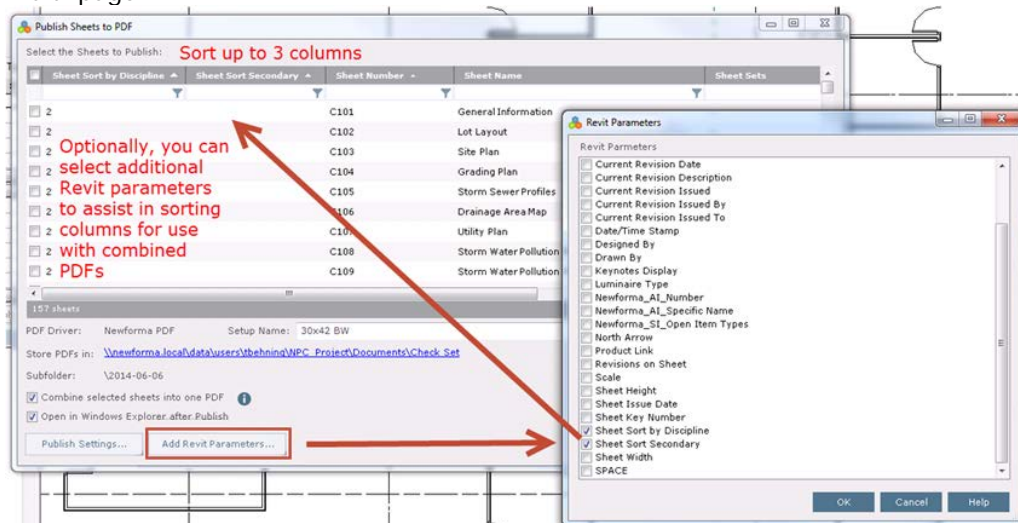 Publish Sheets to PDF
Select the Sheets to Publish:
Sort up to 3 columns
Sheet Sort by Discipline Sheet Sort Secondary Sheet Number Sheet Name Sheet Sets
2 C101 General Information
2 C102 Lot Layout
2 C103 Site Plan
2 C104 Grading Plan
2 C105 Storm Sewer Profiles
2 C106 Drainage Area Map
2 C107 Utility Plan
2 C108 Storm Water Pollution
2 C109 Storm Water Pollution
Optionally, you can
select additional
Revit parameters
to assist in sorting
columns for use
with combined
PDFs
157 sheets
PDF Driver: Newforma PDF Setup Name: 30x42 BW
Store PDFs in: \\newforma.local\data\users\tbehning\NPC_Project\Documents\Check_Set
Subfolder: \2014-06-06
Combine selected sheets into one PDF
Open in Windows Explorer after Publish
Publish Settings... Add Revit Parameters...
Revit Parameters
Revit Parmeters
Current Revision Date
Current Revision Description
Current Revision Issued
Current Revision Issued By
Current Revision Issued To
Date/Time Stamp
Designed By
Drawn By
Keynotes Display
Luminaire Type
Newforma_AI_Number
Newforma_AI_Specific Name
Newforma_SI_Open Item Types
North Arrow
Product Link
Revisions on Sheet
Scale
Sheet Height
Sheet Issue Date
Sheet Key Number
Sheet Sort by Discipline
Sheet Sort Secondary
Sheet Width
SPACE
OK Cancel Help